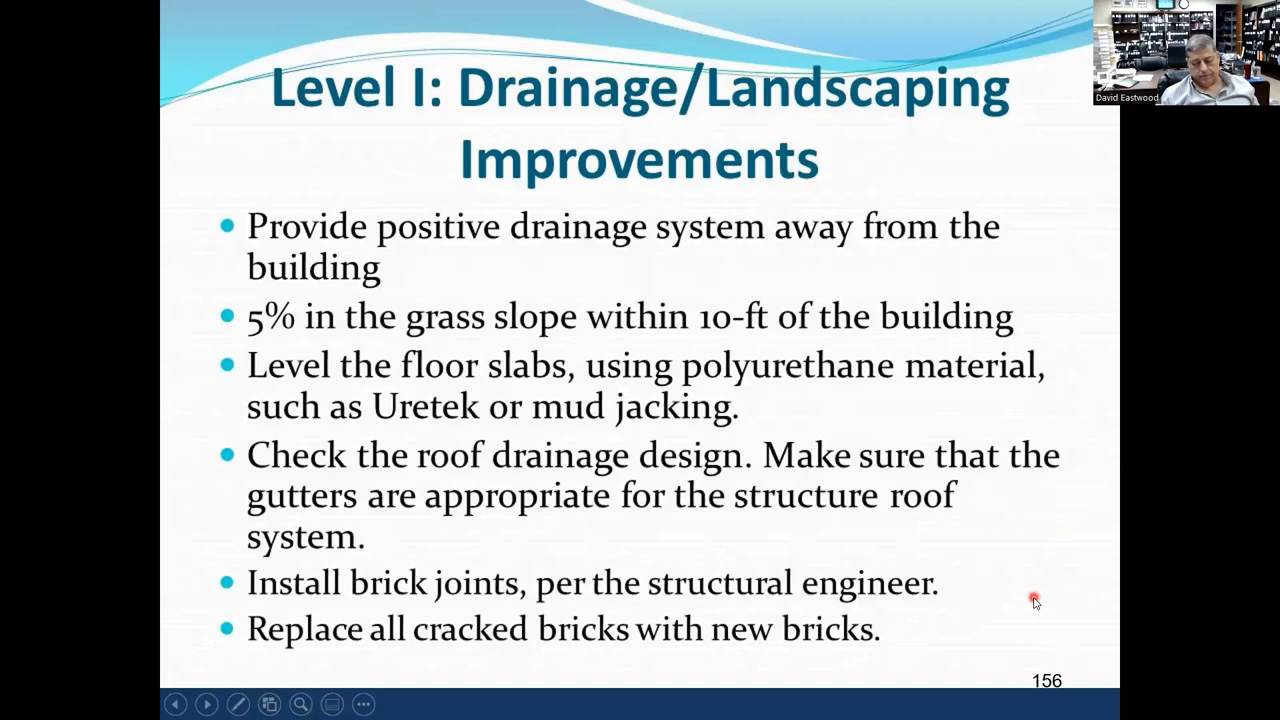 Level I: Drainage/Landscaping
Improvements
David Eastwood
• Provide positive drainage system away from the
building
• 5% in the grass slope within 10-ft of the building
• Level the floor slabs, using polyurethane material,
such as Uretek or mud jacking.
• Check the roof drainage design. Make sure that the
gutters are appropriate for the structure roof
system.
• Install brick joints, per the structural engineer.
• Replace all cracked bricks with new bricks.
156